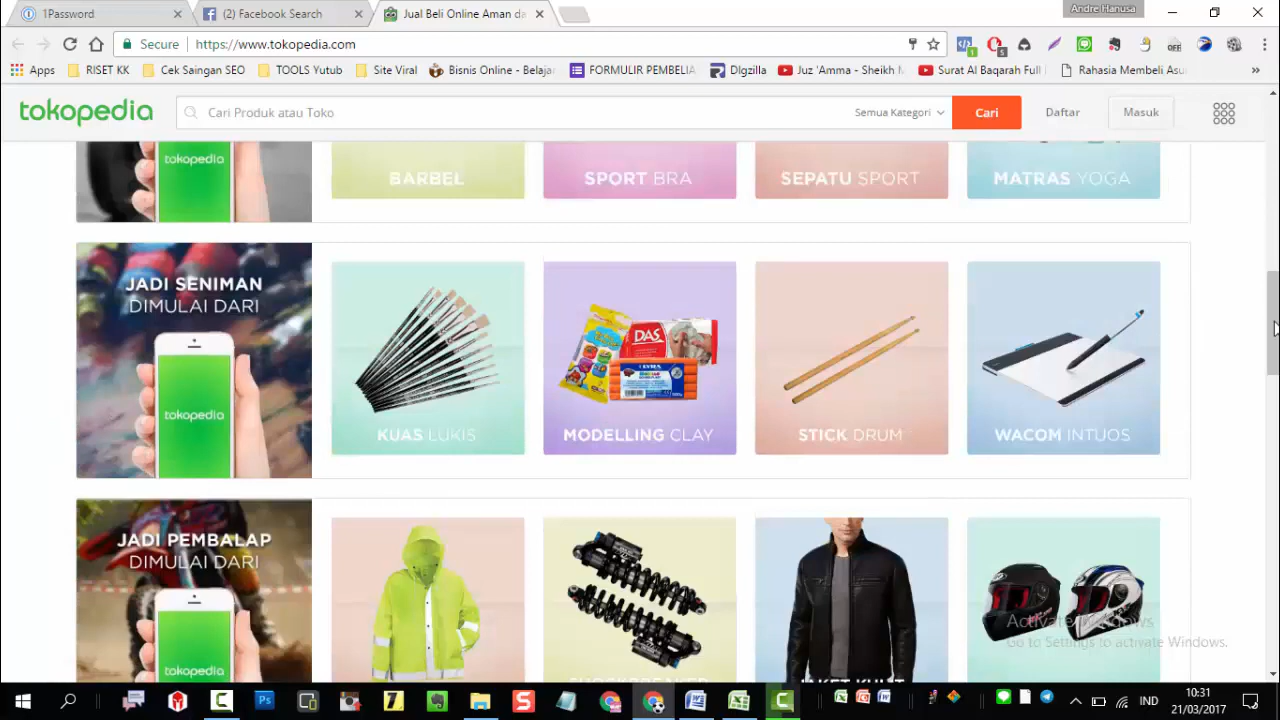 1Password
(2) Facebook Search
Jual Beli Online Aman da
Andre Hanusa
Secure
https://www.tokopedia.com
Apps
RISET KK
Cek Saingan SEO
TOOLS Yutub
Site Viral
Bisnis Online - Belaja
FORMULIR PEMBELIA
DIgzilla
Juz 'Amma - Sheikh M
Surat Al Baqarah Full
Rahasia Membeli Asu
tokopedia
Cari Produk atau Toko
Semua Kategori
Cari
Daftar
Masuk
tokopedia
BARBEL
SPORT BRA
SEPATU SPORT
MATRAS YOGA
JADI SENIMAN
DIMULAI DARI
tokopedia
DAS
KUAS LUKIS
MODELLING CLAY
STICK DRUM
WACOM INTUOS
JADI PEMBALAP
DIMULAI DARI
tokopedia
Activate Windows
Go to Settings to activate Windows.
IND
10:31
21/03/2017